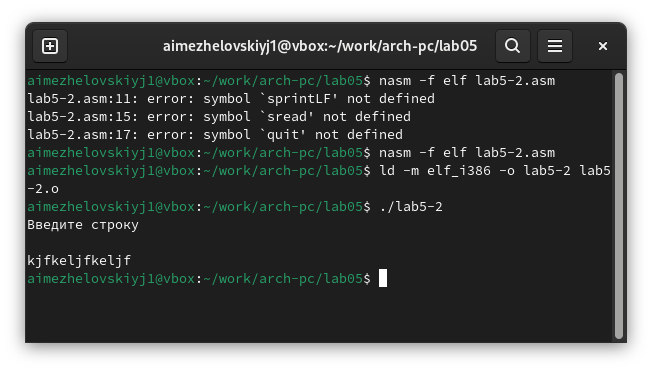 aimezhelovskiyj1@vbox:~/work/arch-pc/lab05
aimezhelovskiyj1@vbox:~/work/arch-pc/lab05$ nasm -f elf lab5-2.asm
lab5-2.asm:11: error: symbol `sprintLF' not defined
lab5-2.asm:15: error: symbol `sread' not defined
lab5-2.asm:17: error: symbol `quit' not defined
aimezhelovskiyj1@vbox:~/work/arch-pc/lab05$ nasm -f elf lab5-2.asm
aimezhelovskiyj1@vbox:~/work/arch-pc/lab05$ ld -m elf_i386 -o lab5-2 lab5
-2.o
aimezhelovskiyj1@vbox:~/work/arch-pc/lab05$ ./lab5-2
Введите строку
kjfkeljfkeljf
aimezhelovskiyj1@vbox:~/work/arch-pc/lab05$